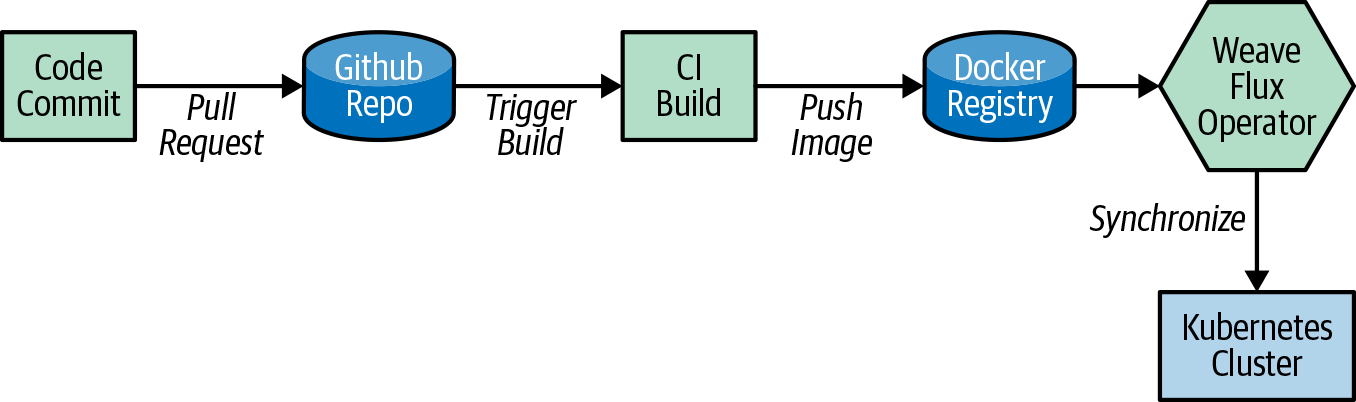 Code
Commit
Pull
Request
Github
Repo
Trigger
Build
CI
Build
Push
Image
Docker
Registry
Weave
Flux
Operator
Synchronize
Kubernetes
Cluster